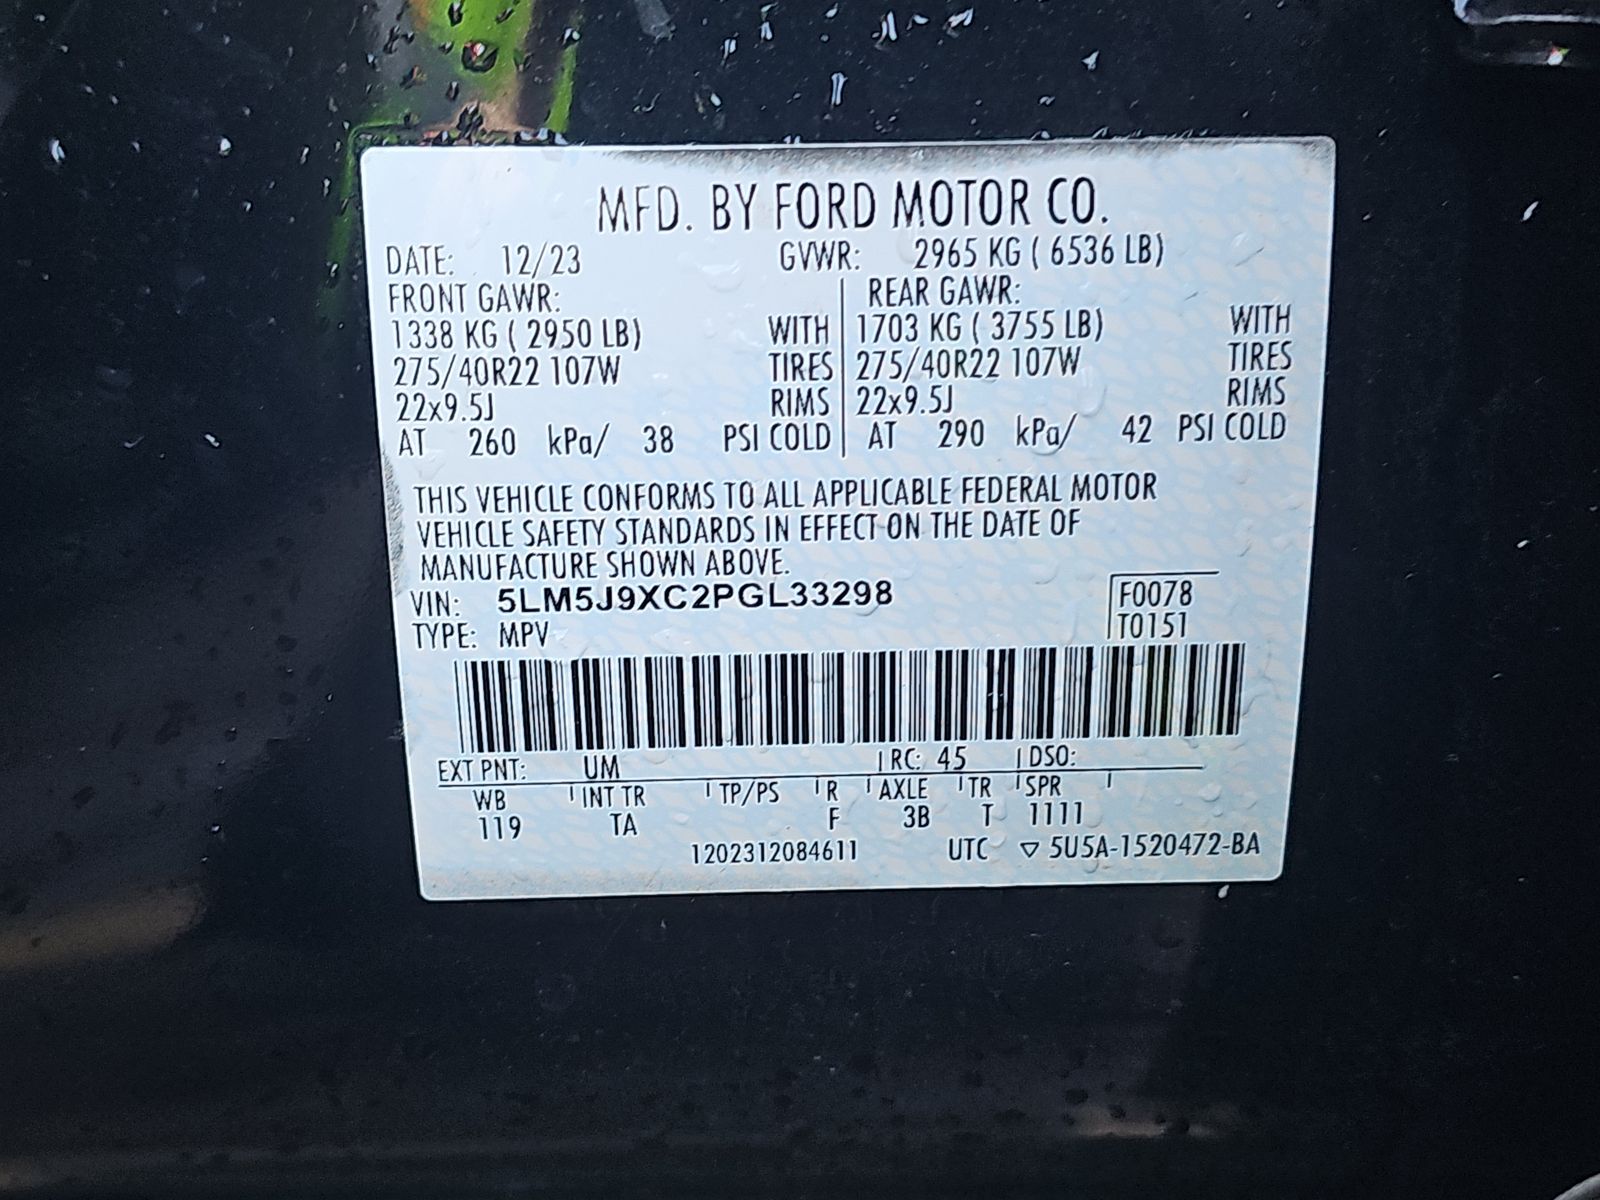 MFD. BY FORD MOTOR CO.
DATE: 12/23 GVWR: 2965 KG ( 6536 LB)
FRONT GAWR: REAR GAWR:
1338 KG ( 2950 LB) WITH 1703 KG ( 3755 LB) WITH
275/40R22 107W TIRES 275/40R22 107W TIRES
22x9.5J RIMS 22x9.5J RIMS
AT 260 kPa/ 38 PSI COLD AT 290 kPa/ 42 PSI COLD
THIS VEHICLE CONFORMS TO ALL APPLICABLE FEDERAL MOTOR
VEHICLE SAFETY STANDARDS IN EFFECT ON THE DATE OF
MANUFACTURE SHOWN ABOVE.
VIN: 5LM5J9XC2PGL33298 F0078
TYPE: MPV T0151
EXT PNT: UM RC: 45 DSO:
WB INT TR TP/PS R AXLE TR SPR
119 TA F 3B T 1111
1202312084611 UTC ▽ 5U5A-1520472-BA